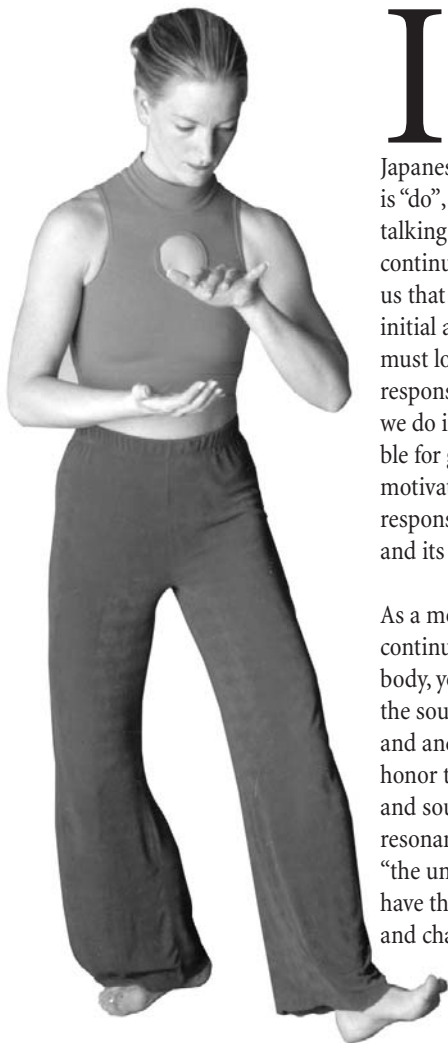 I
Japanes
is “do”,
talking
continu
us that
initial a
must lo
respons
we do i
ble for g
motivat
respons
and its
As a mo
continu
body, yo
the sou
and anc
honor t
and sou
resonan
“the un
have th
and cha